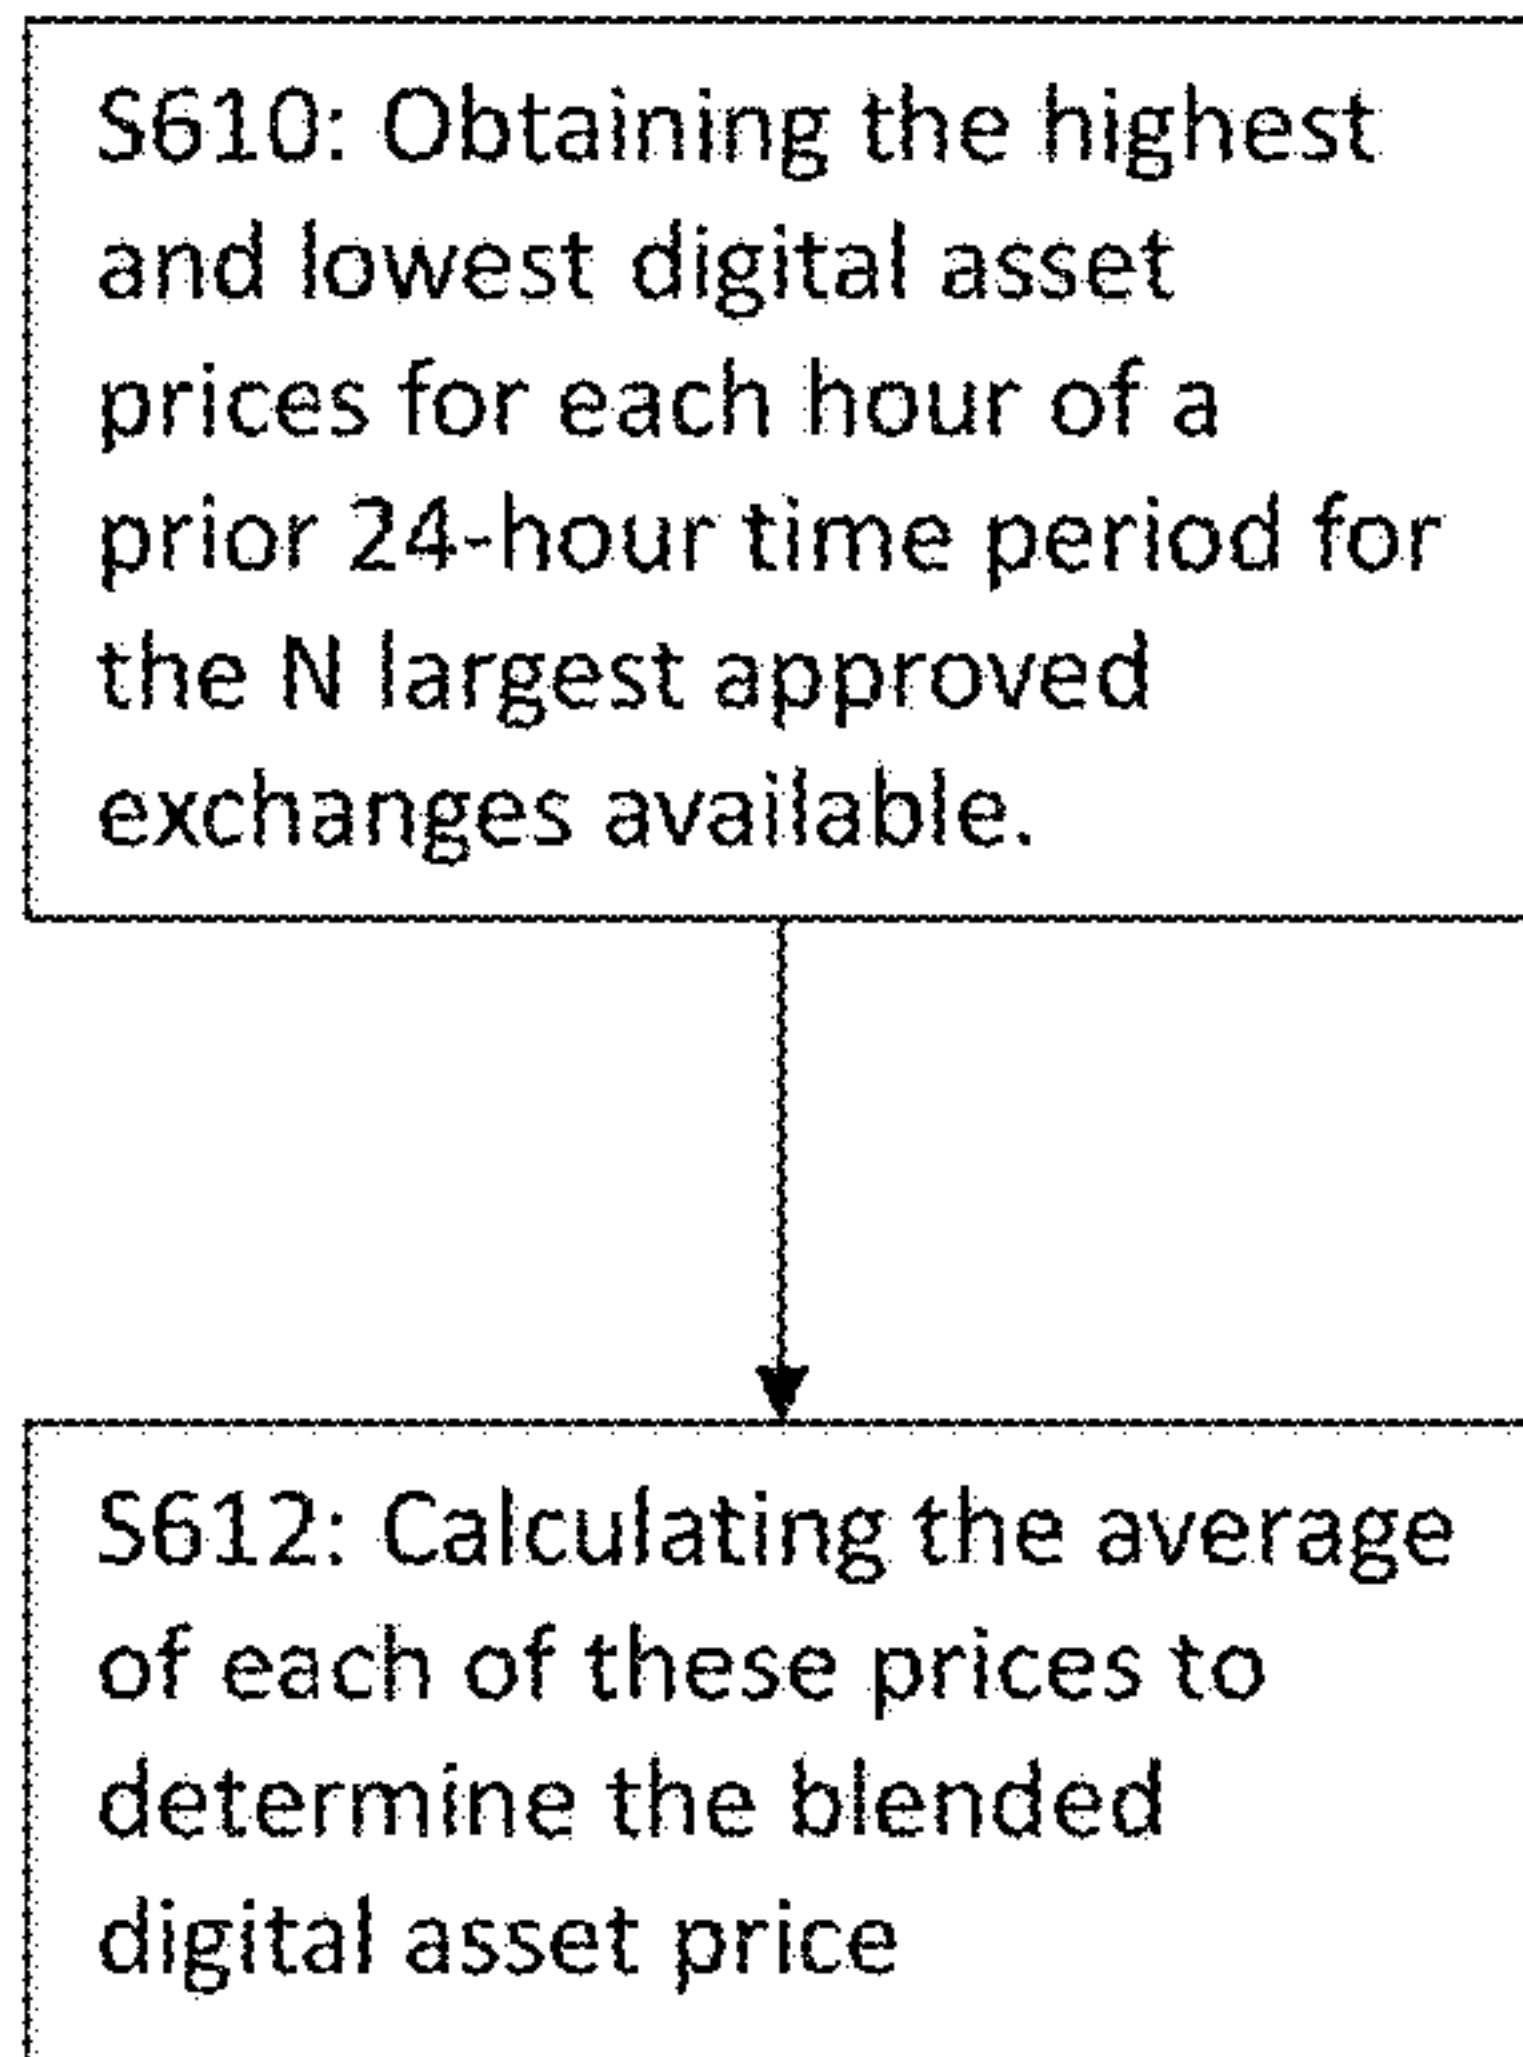 S610: Obtaining the highest
and lowest digital asset
prices for each hour of a
prior 24-hour time period for
the N largest approved
exchanges available.
S612: Calculating the average
of each of these prices to
determine the blended
digital asset price